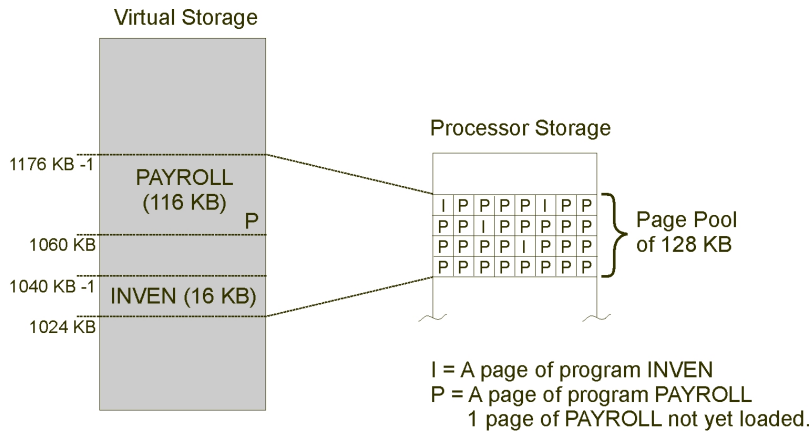 Virtual Storage
1176 KB -1
PAYROLL
(116 KB)
P
1060 KB
1040 KB -1
INVEN (16 KB)
1024 KB
Processor Storage
I P P P P I P P
P P I P P P P P
P P P P I P P P
P P P P P P P P
Page Pool
of 128 KB
I = A page of program INVEN
P = A page of program PAYROLL
1 page of PAYROLL not yet loaded.